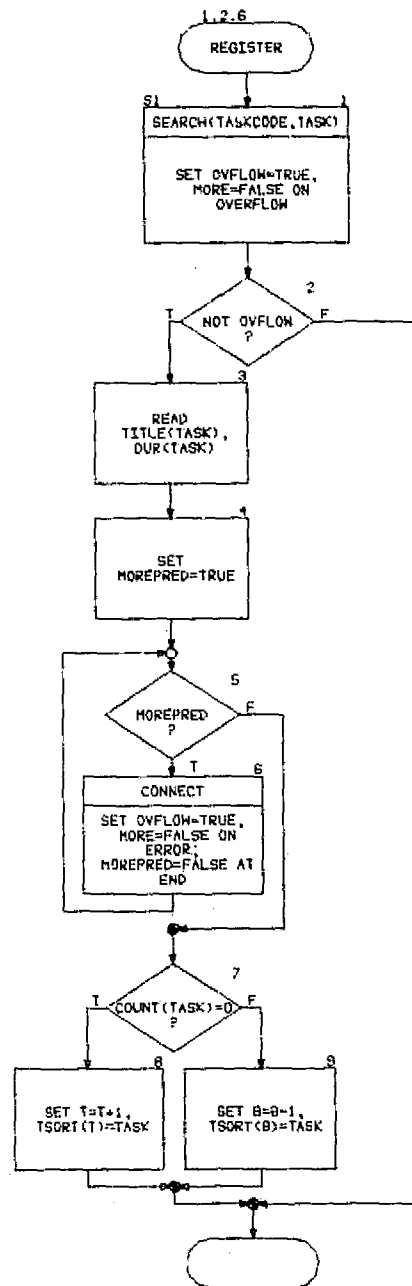 1.2.6
REGISTER
S1
1
SEARCH(TASKCODE,TASK)
SET OVFLOW=TRUE,
MORE=FALSE ON
OVERFLOW
2
T
NOT OVFLOW
F
?
3
READ
TITLE(TASK),
DUR(TASK)
4
SET
MOREPRED=TRUE
5
MOREPRED
F
?
T
6
CONNECT
SET OVFLOW=TRUE,
MORE=FALSE ON
ERROR;
MOREPRED=FALSE AT
END
7
T
COUNT(TASK)=0
F
?
8
9
SET T=T+1,
TSORT(T)=TASK
SET B=B-1,
TSORT(B)=TASK